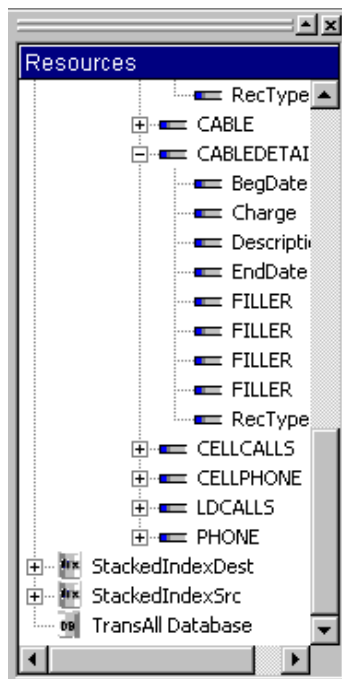 Resources
RecType
CABLE
CABLEDETAI
BegDate
Charge
Descripti
EndDate
FILLER
FILLER
FILLER
FILLER
RecType
CELLCALLS
CELLPHONE
LDCALLS
PHONE
StackedIndexDest
StackedIndexSrc
DB TransAll Database